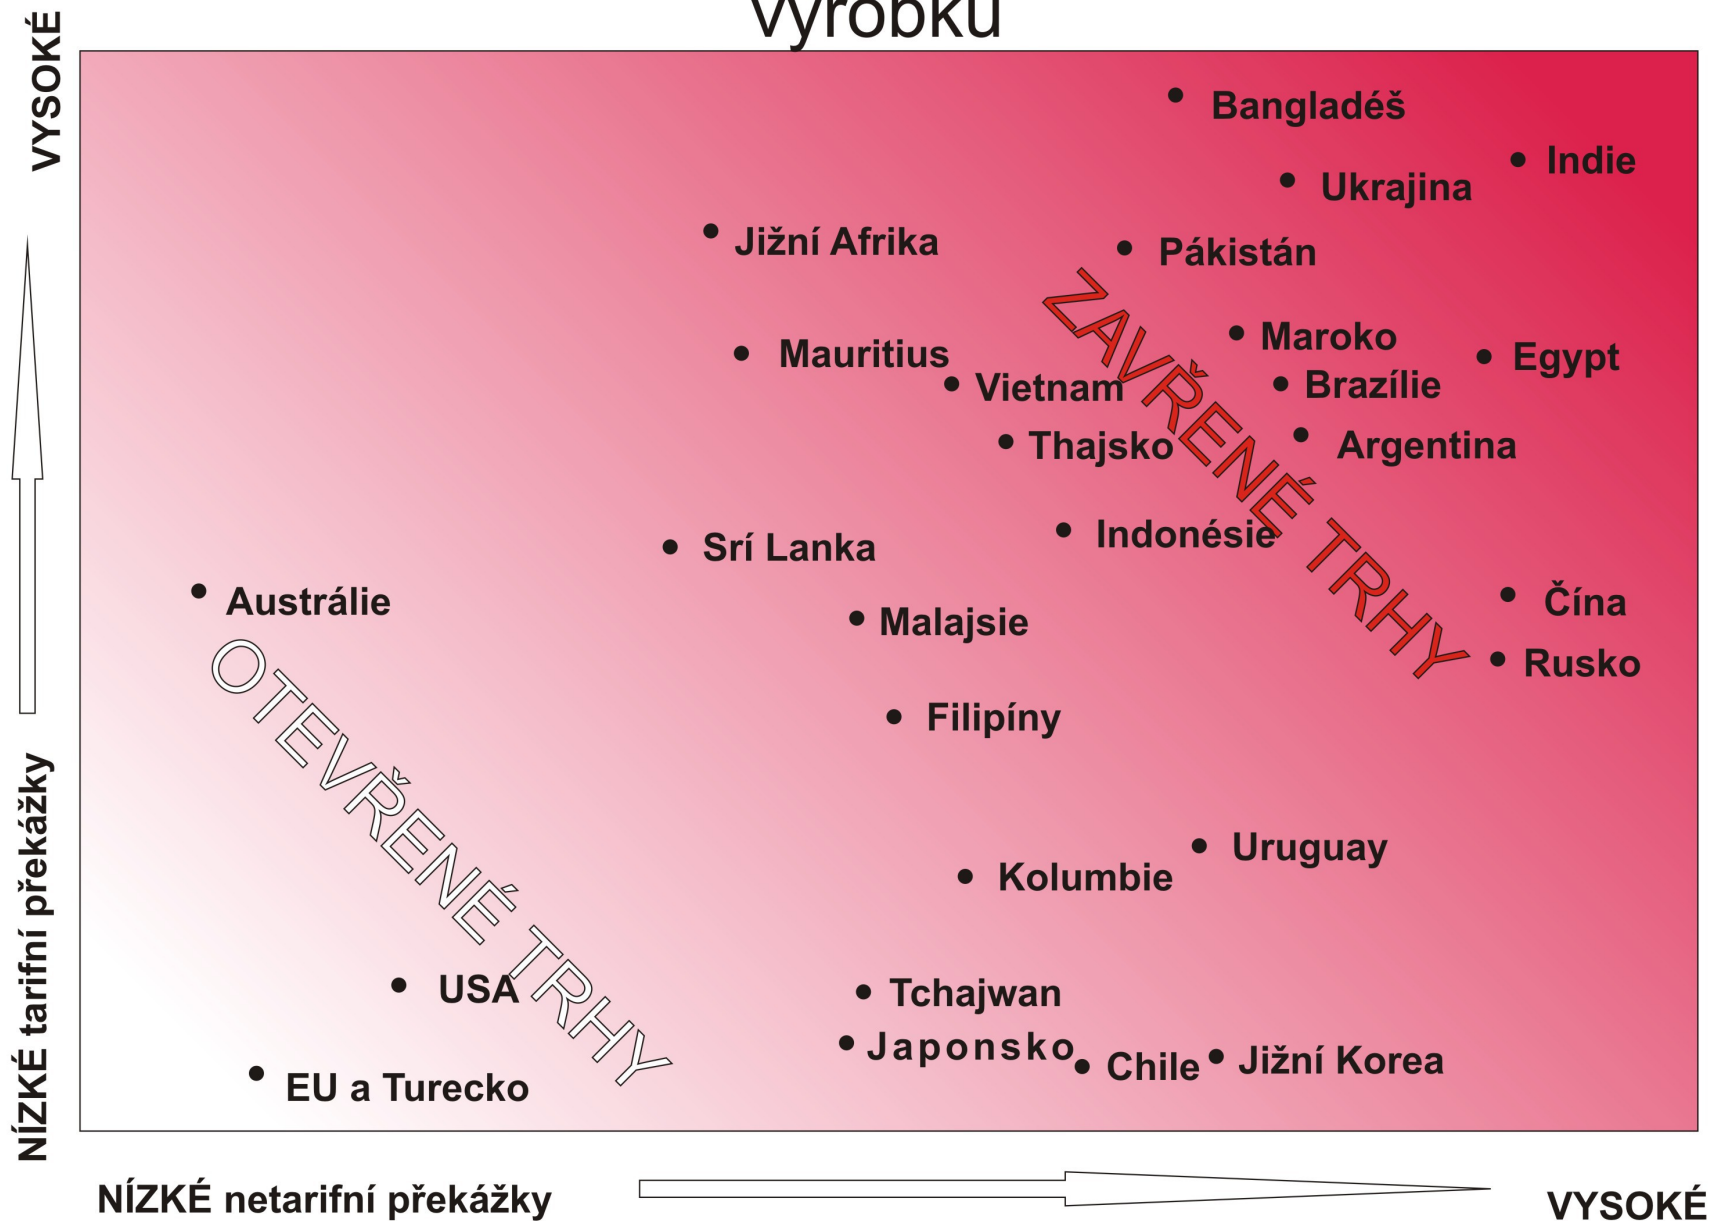 výrobků
VYSOKÉ
Bangladéš
Indie
Ukrajina
Jižní Afrika
Pákistán
ZAVŘENÉ TRHY
Maroko
Mauritius
Egypt
Vietnam
Brazílie
Thajsko
Argentina
Indonésie
Srí Lanka
Austrálie
Čína
Malajsie
Rusko
OTEVŘENÉ TRHY
Filipíny
Uruguay
Kolumbie
USA
Tchajwan
Japonsko
Chile
Jižní Korea
EU a Turecko
NÍZKÉ tarifní překážky
NÍZKÉ netarifní překážky
VYSOKÉ